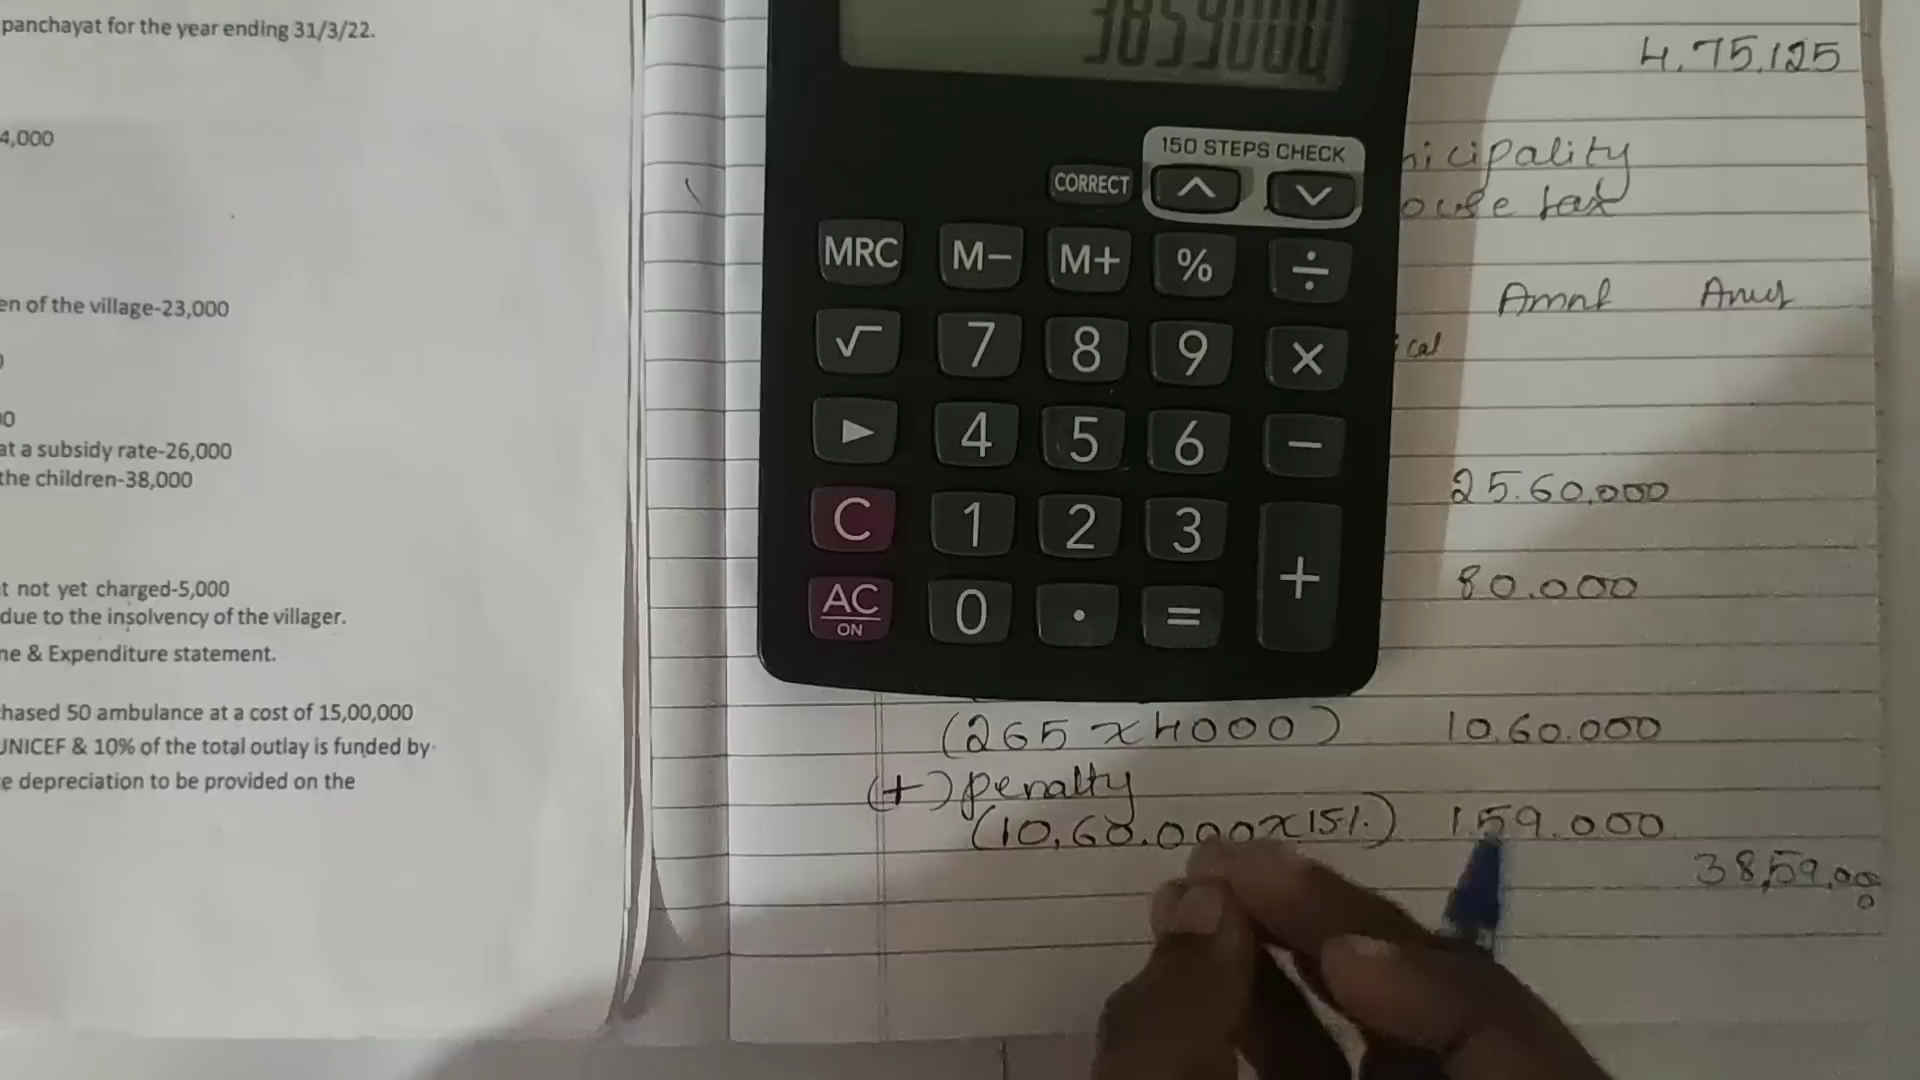 panchayat for the year ending 31/3/22.
4,000
en of the village-23,000
at a subsidy rate-26,000
the children-38,000
t not yet charged-5,000
due to the insolvency of the villager.
ne & Expenditure statement.
hased 50 ambulance at a cost of 15,00,000
UNICEF & 10% of the total outlay is funded by
e depreciation to be provided on the
3859000
150 STEPS CHECK
CORRECT
MRC M- M+ % ÷
√ 7 8 9 ×
▶ 4 5 6 −
C 1 2 3
AC ON 0 . = +
4,75,125
nicipality
ouse tax
Amnt
ical
25,60,000
80.000
(265 x 4000) 10,60.000
(+) penalty
(10,60.000 x 15%) 1,59.000
38,59,000